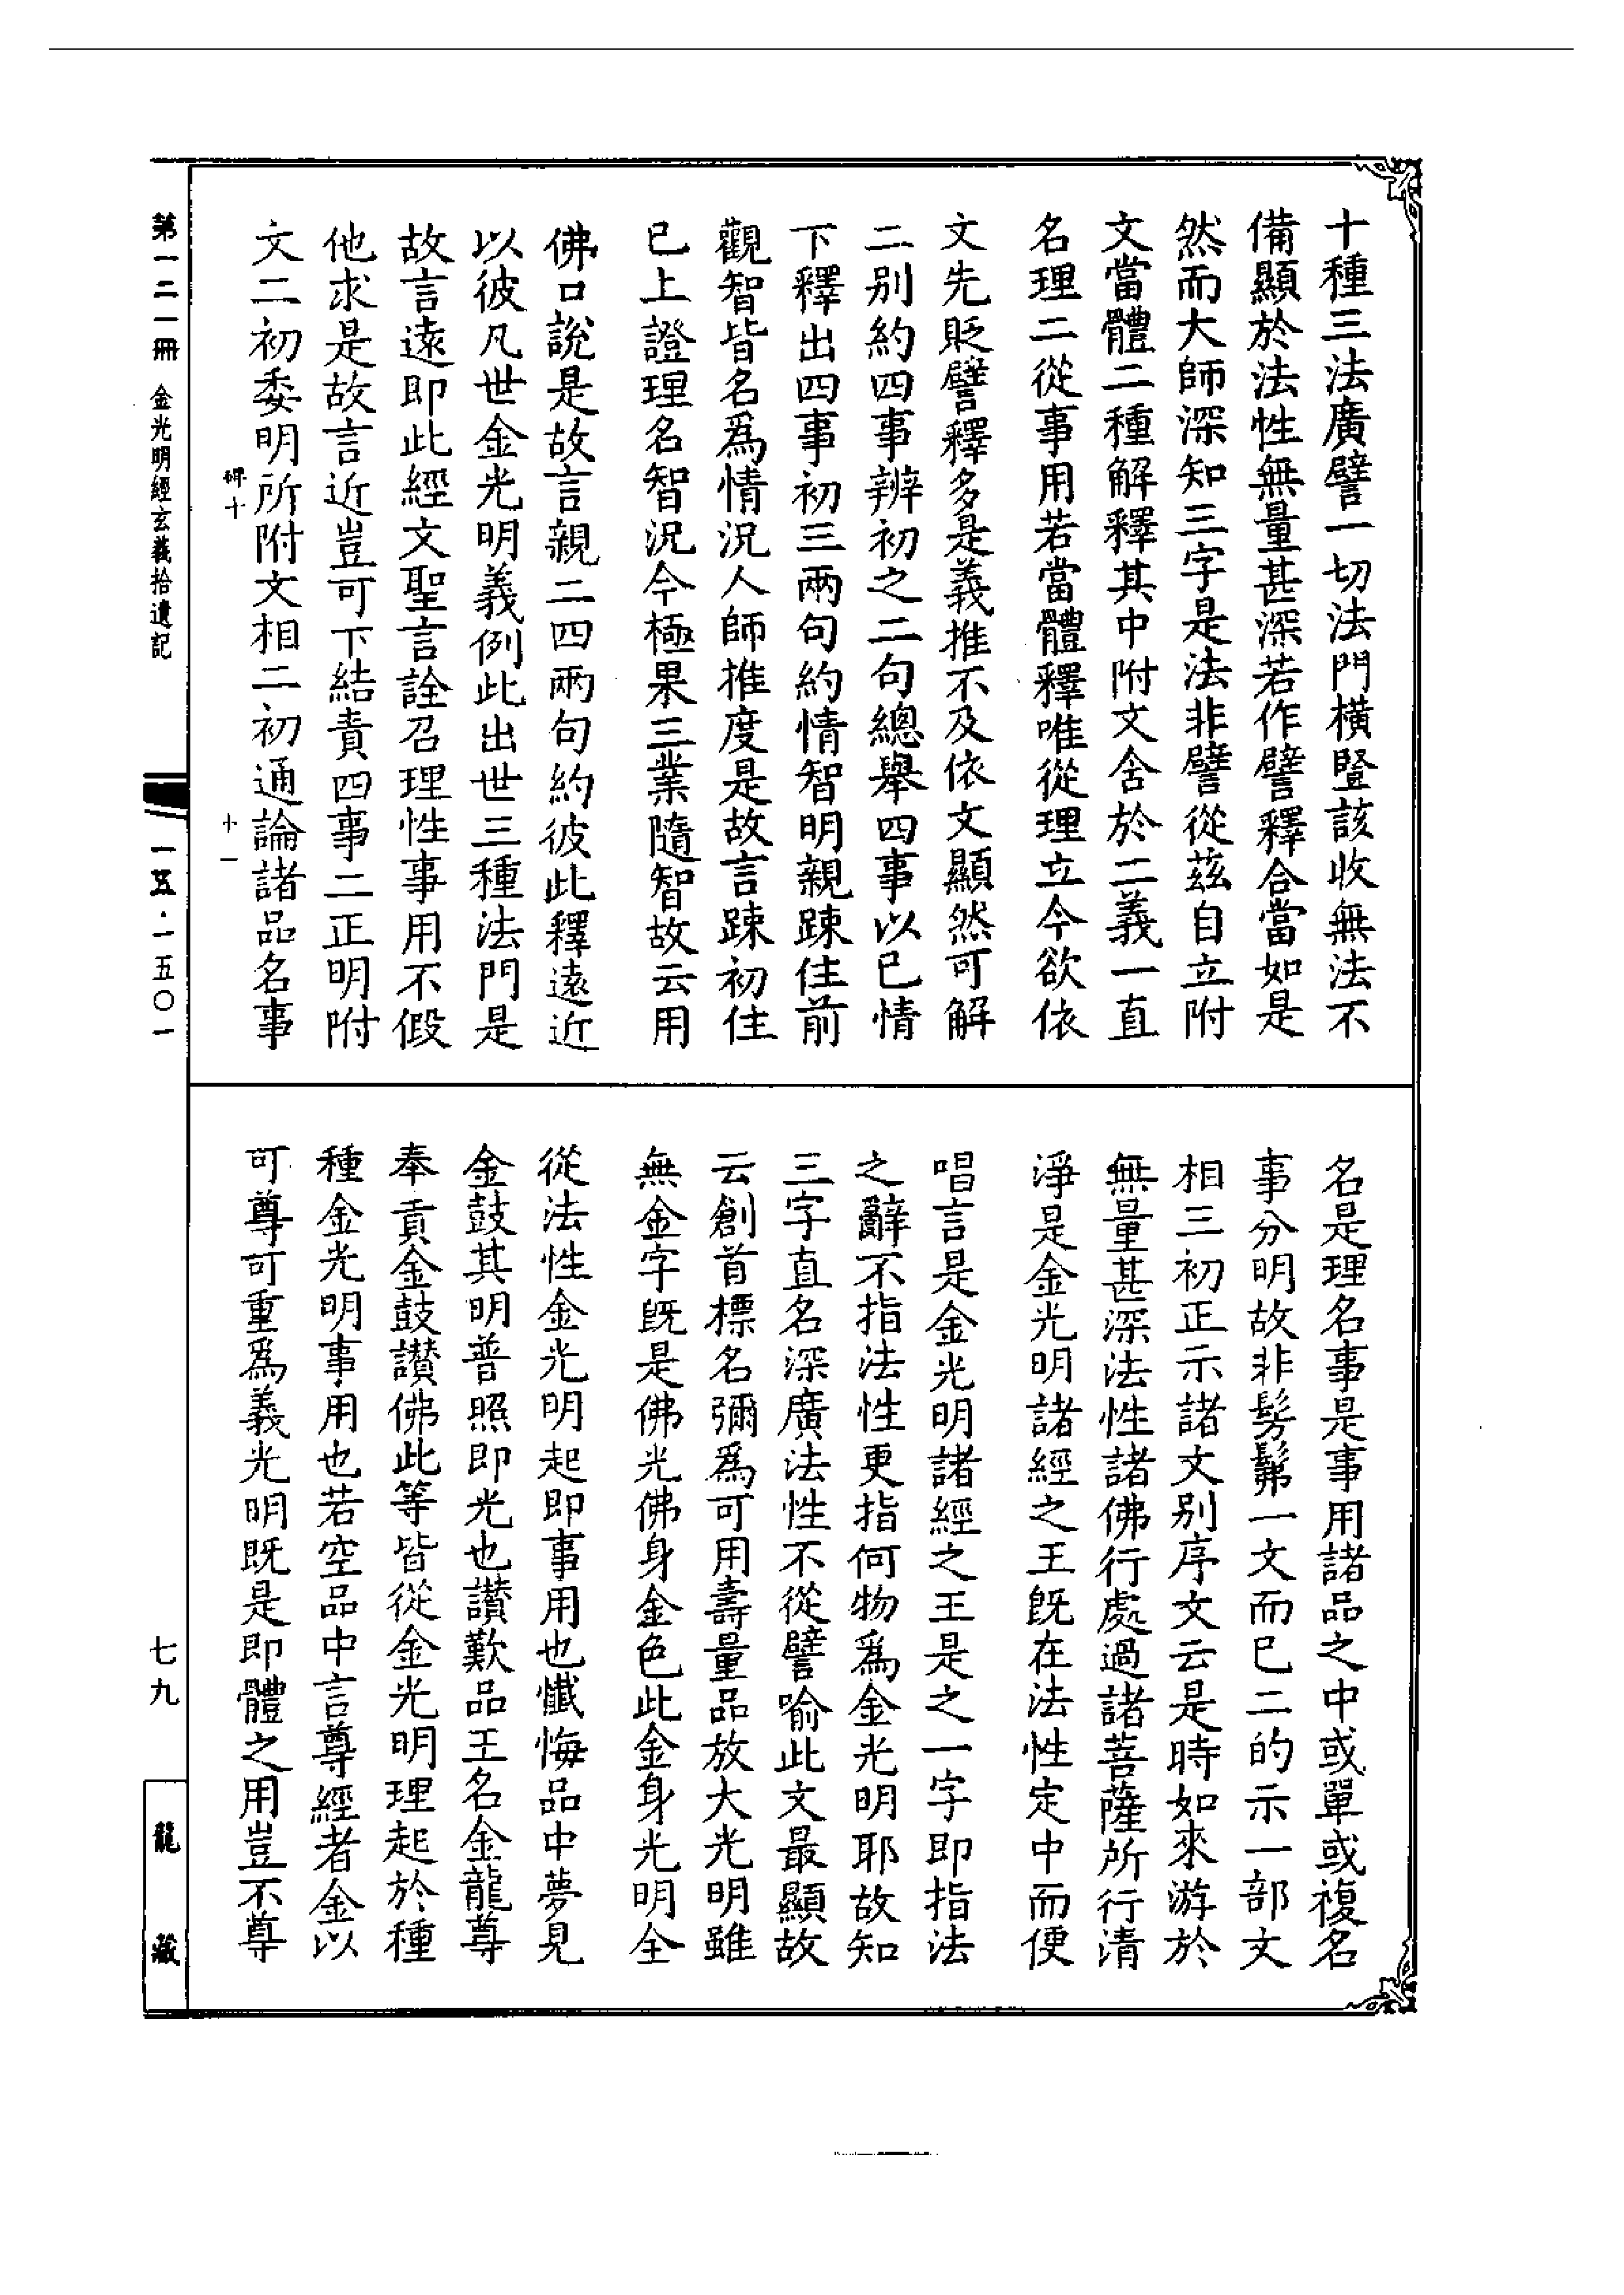 十種三法廣譬一切法門橫豎該收無法不
備顯於法性無量甚深若作譬釋合當如是
然而大師深知三字是法非譬從茲自立附
文當體二種解釋其中附文含於二義一直
名理二從事用若當體釋唯從理立今欲依
文先貶譬釋多是義推不及依文顯然可解
二別約四事辨初之二句總舉四事以已情
下釋出四事初三兩句約情智明親踈住前
觀智皆名爲情況人師推度是故言踈初住
已上證理名智況今極果三業隨智故云用
佛口說是故言親二四兩句約彼此釋遠近
以彼凡世金光明義例此出世三種法門是
故言遠即此經文聖言詮召理性事用不假
他求是故言近豈可下結責四事二正明附
文二初委明所附文相二初通論諸品名事
名是理名事是事用諸品之中或單或複名
事分明故非髣髴一文而已二的示一部文
相三初正示諸文別序文云是時如來游於
無量甚深法性諸佛行處過諸菩薩所行清
淨是金光明諸經之王既在法性定中而便
唱言是金光明諸經之王是之一字即指法
之辭不指法性更指何物爲金光明耶故知
三字直名深廣法性不從譬喻此文最顯故
云創首標名彌爲可用壽量品放大光明雖
無金字既是佛光佛身金色此金身光明全
從法性金光明起即事用也懺悔品中夢見
金鼓其明普照即光也讚歎品王名金龍尊
奉貢金鼓讚佛此等皆從金光明理起於種
種金光明事用也若空品中言尊經者金以
可尊可重爲義光明既是即體之用豈不尊
第一二一冊 金光明經玄義拾遺記
一五·一五〇一
七九
龍藏
碑十
十一